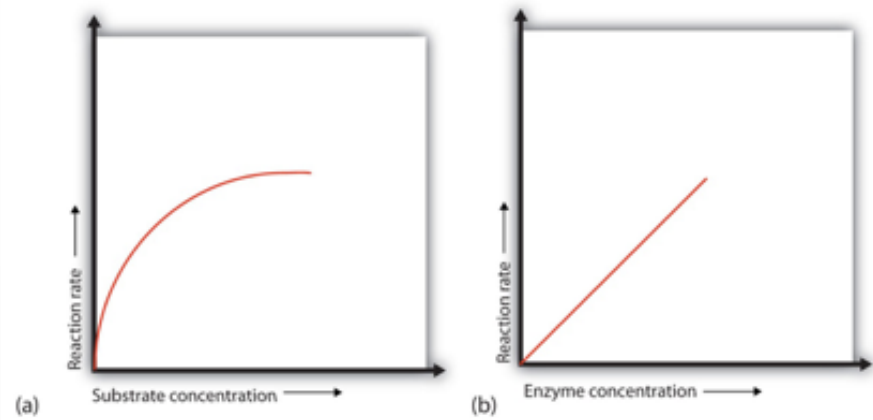 Reaction rate
Substrate concentration
(a)
Reaction rate
Enzyme concentration
(b)